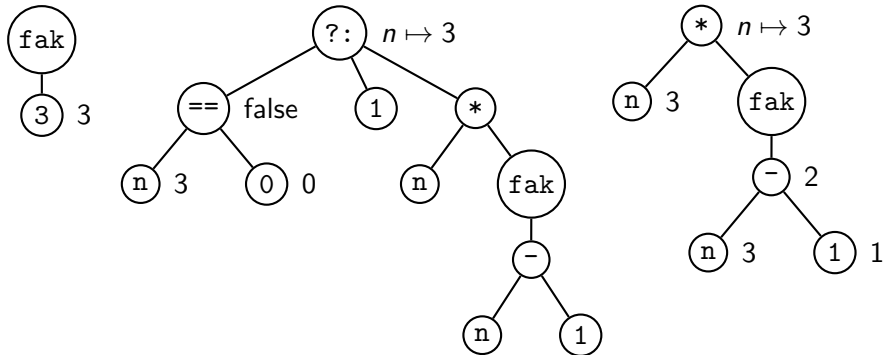 fak
3 3
?: n ↦ 3
== false 1 *
n 3 0 0 n fak
-
n 1
* n ↦ 3
n 3 fak
- 2
n 3 1 1